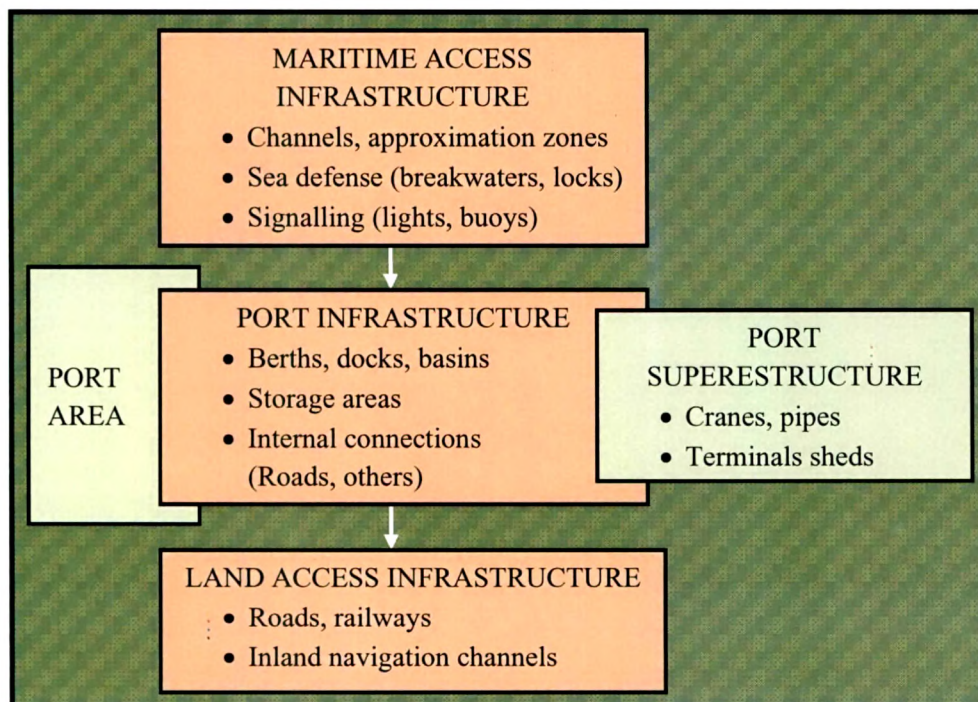 MARITIME ACCESS
INFRASTRUCTURE
• Channels, approximation zones
• Sea defense (breakwaters, locks)
• Signalling (lights, buoys)
PORT
AREA
PORT INFRASTRUCTURE
• Berths, docks, basins
• Storage areas
• Internal connections
(Roads, others)
PORT
SUPERESTRUCTURE
• Cranes, pipes
• Terminals sheds
LAND ACCESS INFRASTRUCTURE
• Roads, railways
• Inland navigation channels